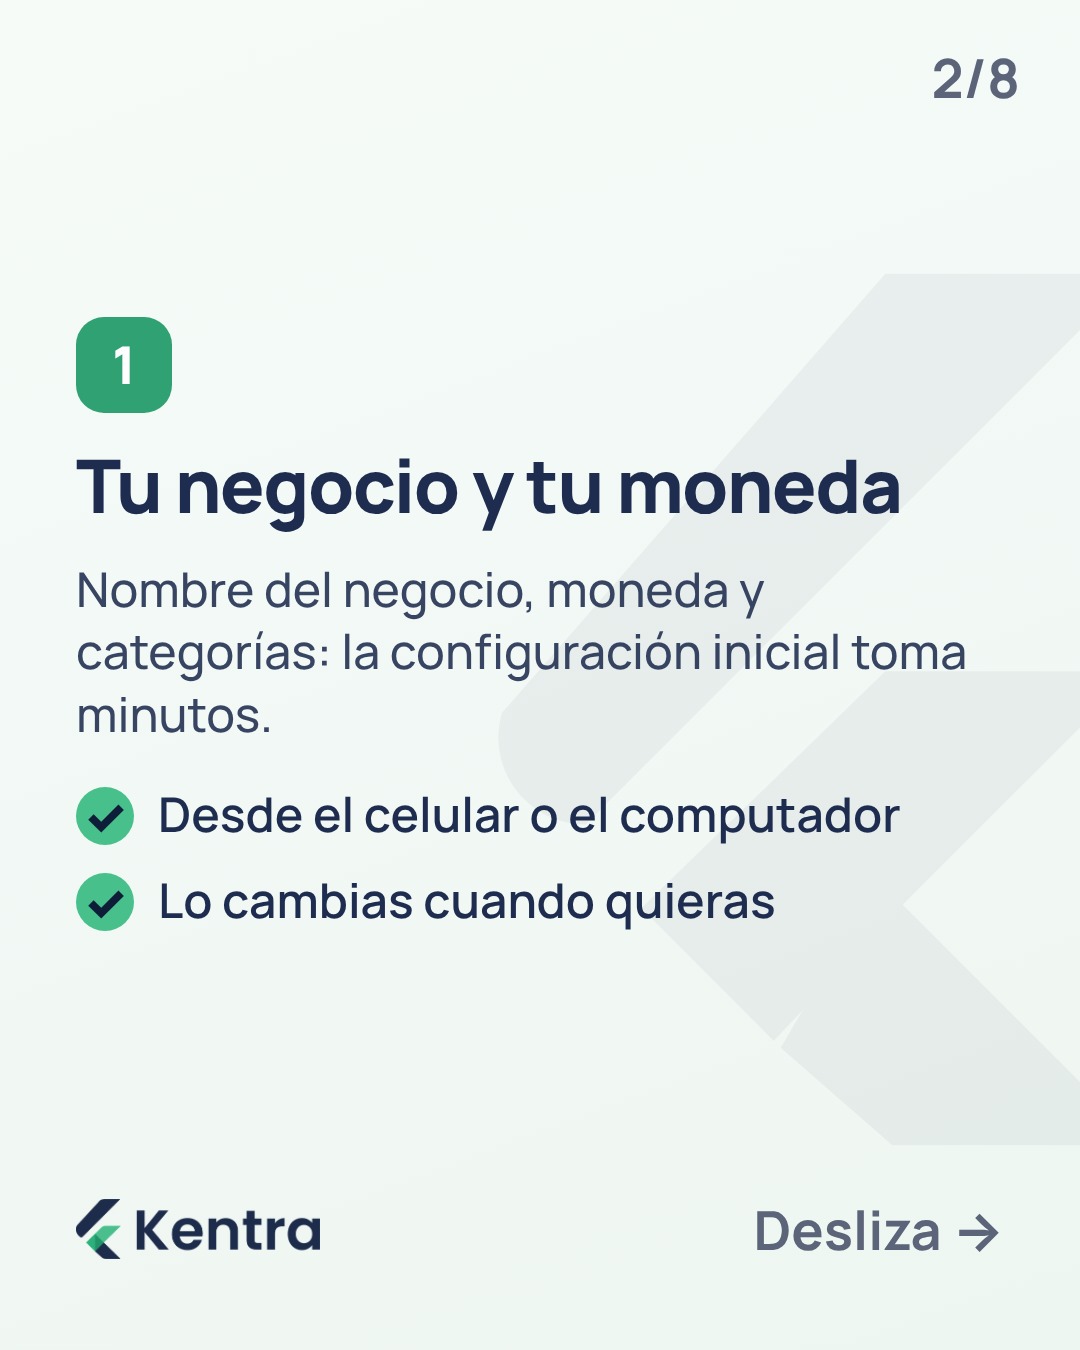 2/8
1
Tu negocio y tu moneda
Nombre del negocio, moneda y
categorías: la configuración inicial toma
minutos.
Desde el celular o el computador
Lo cambias cuando quieras
Kentra
Desliza →